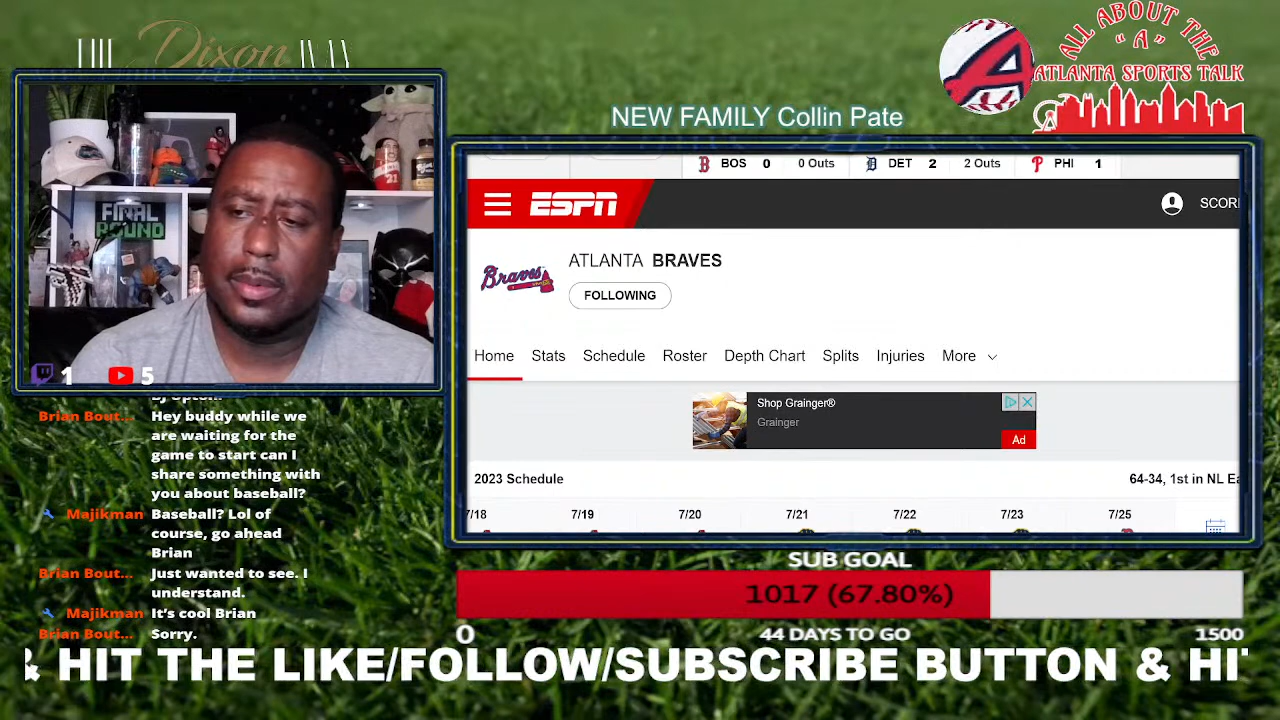 Dixon
ALL ABOUT THE
"A"
ATLANTA SPORTS TALK
NEW FAMILY Collin Pate
BOS 0 0 Outs DET 2 2 Outs PHI 1
ESPN
SCOR
FINAL
ROUND
21
ATLANTA BRAVES
Braves
FOLLOWING
Home Stats Schedule Roster Depth Chart Splits Injuries More
1 5
Shop Grainger®
Grainger
Ad
2023 Schedule 64-34, 1st in NL Ea
7/18 7/19 7/20 7/21 7/22 7/23 7/25
Brian Bout... Hey buddy while we
are waiting for the
game to start can I
share something with
you about baseball?
Majikman Baseball? Lol of
course, go ahead
Brian
Brian Bout... Just wanted to see. I
understand.
Majikman It's cool Brian
Brian Bout... Sorry.
SUB GOAL
1017 (67.80%)
0 44 DAYS TO GO 1500
& HIT THE LIKE/FOLLOW/SUBSCRIBE BUTTON & HI